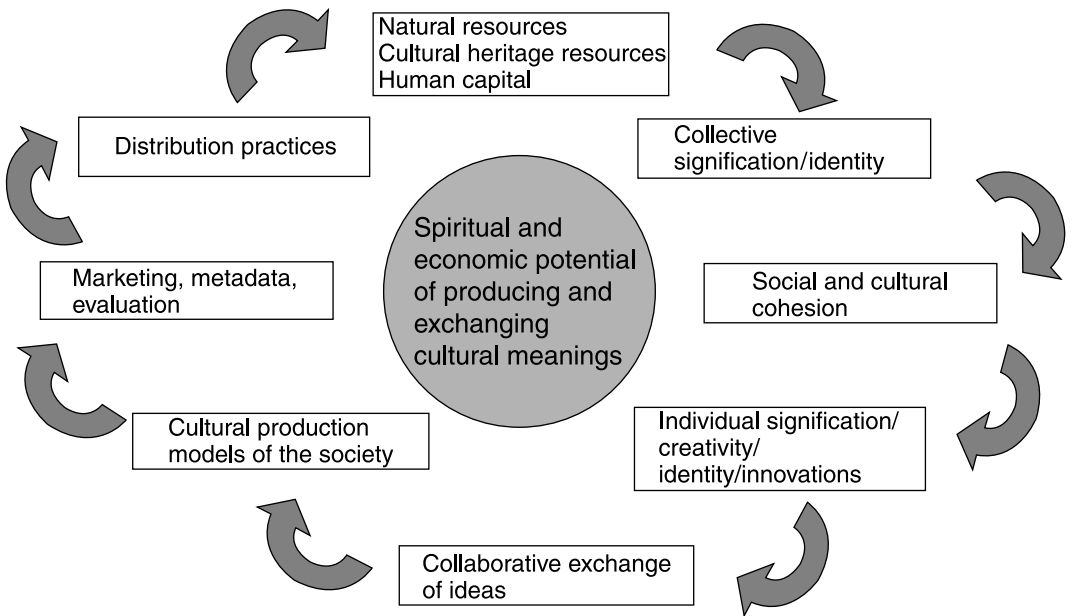 Natural resources
Cultural heritage resources
Human capital
Distribution practices
Collective
signification/identity
Spiritual and
economic potential
of producing and
exchanging
cultural meanings
Marketing, metadata,
evaluation
Social and cultural
cohesion
Cultural production
models of the society
Individual signification/
creativity/
identity/innovations
Collaborative exchange
of ideas